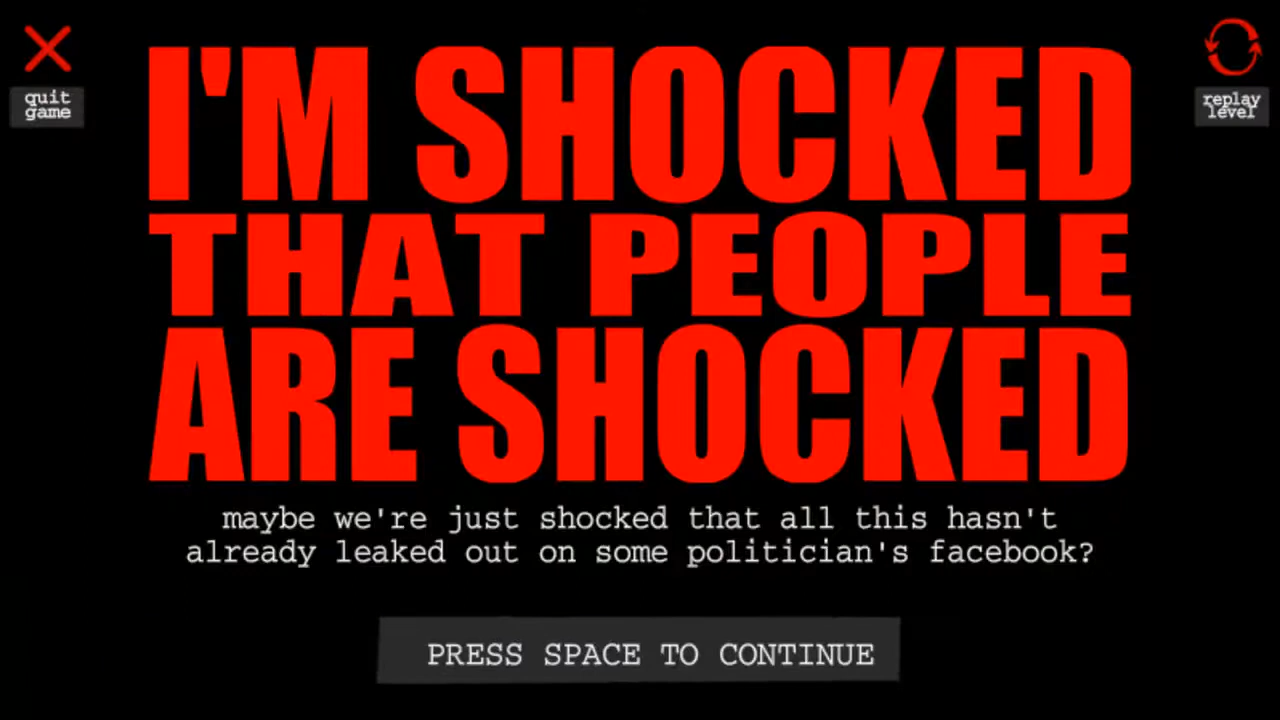 quit
game
replay
level
I'M SHOCKED
THAT PEOPLE
ARE SHOCKED
maybe we're just shocked that all this hasn't
already leaked out on some politician's facebook?
PRESS SPACE TO CONTINUE